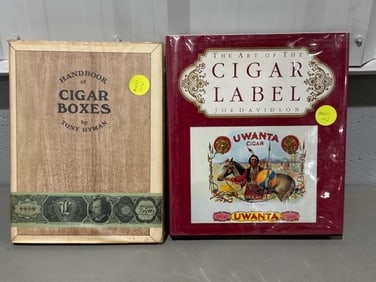 HANDBOOK
of
CIGAR
BOXES
by
TONY HYMAN
THE ART OF THE
CIGAR
LABEL
JOE DAVIDSON
UWANTA
CIGAR
UWANTA